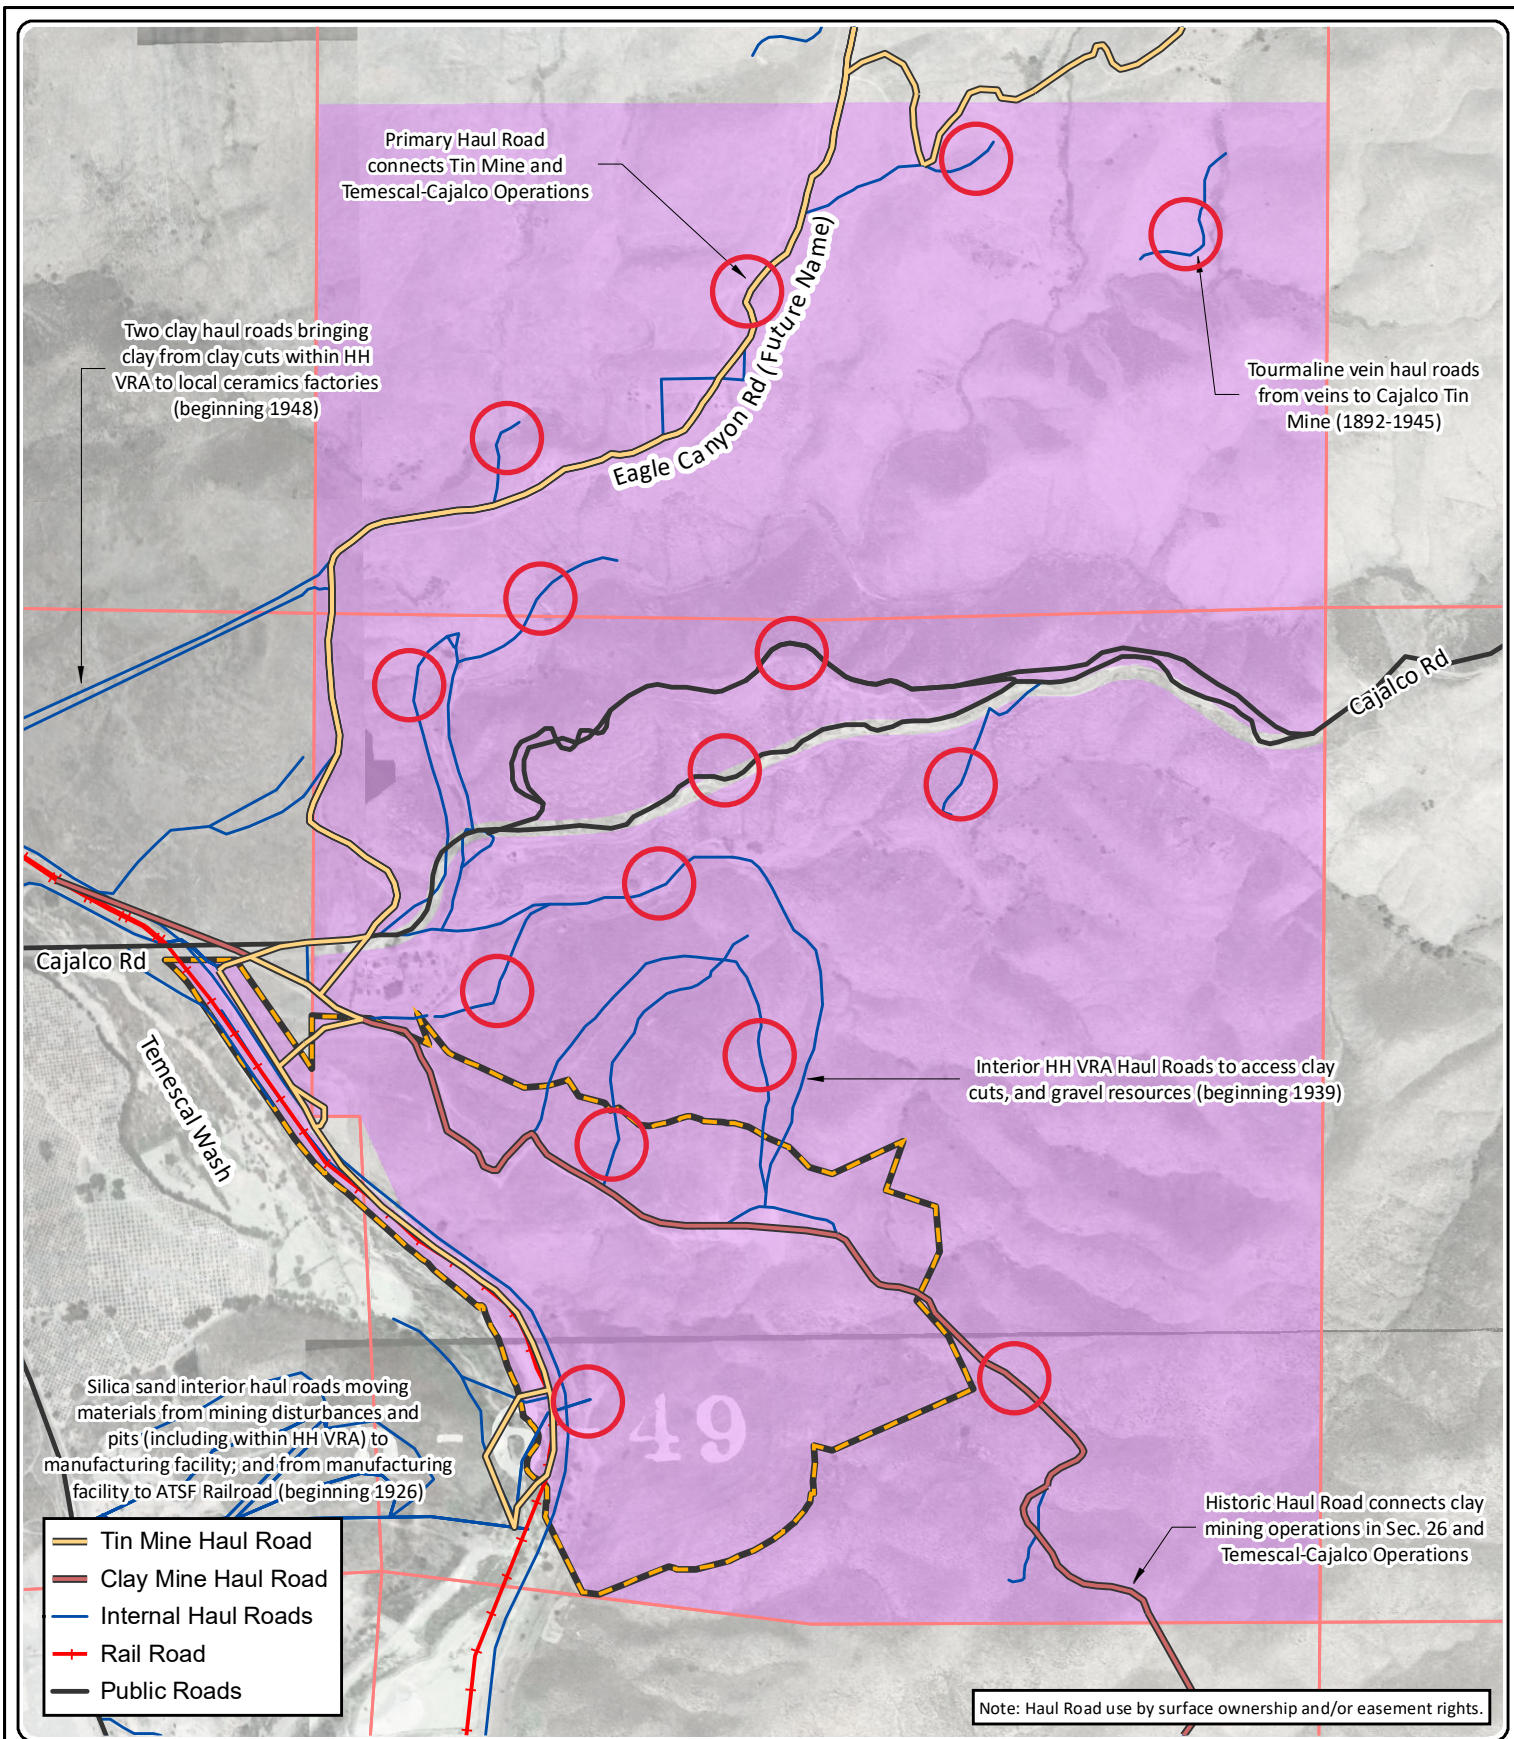 Primary Haul Road
connects Tin Mine and
Temescal-Cajalco Operations
Eagle Canyon Rd (Future Name)
Two clay haul roads bringing
clay from clay cuts within HH
VRA to local ceramics factories
(beginning 1948)
Tourmaline vein haul roads
from veins to Cajalco Tin
Mine (1892-1945)
Cajalco Rd
Cajalco Rd
Temescal Wash
Interior HH VRA Haul Roads to access clay
cuts, and gravel resources (beginning 1939)
Silica sand interior haul roads moving
materials from mining disturbances and
pits (including within HH VRA) to
manufacturing facility; and from manufacturing
facility to ATSF Railroad (beginning 1926)
49
Historic Haul Road connects clay
mining operations in Sec. 26 and
Temescal-Cajalco Operations
Tin Mine Haul Road
Clay Mine Haul Road
Internal Haul Roads
Rail Road
Public Roads
Note: Haul Road use by surface ownership and/or easement rights.